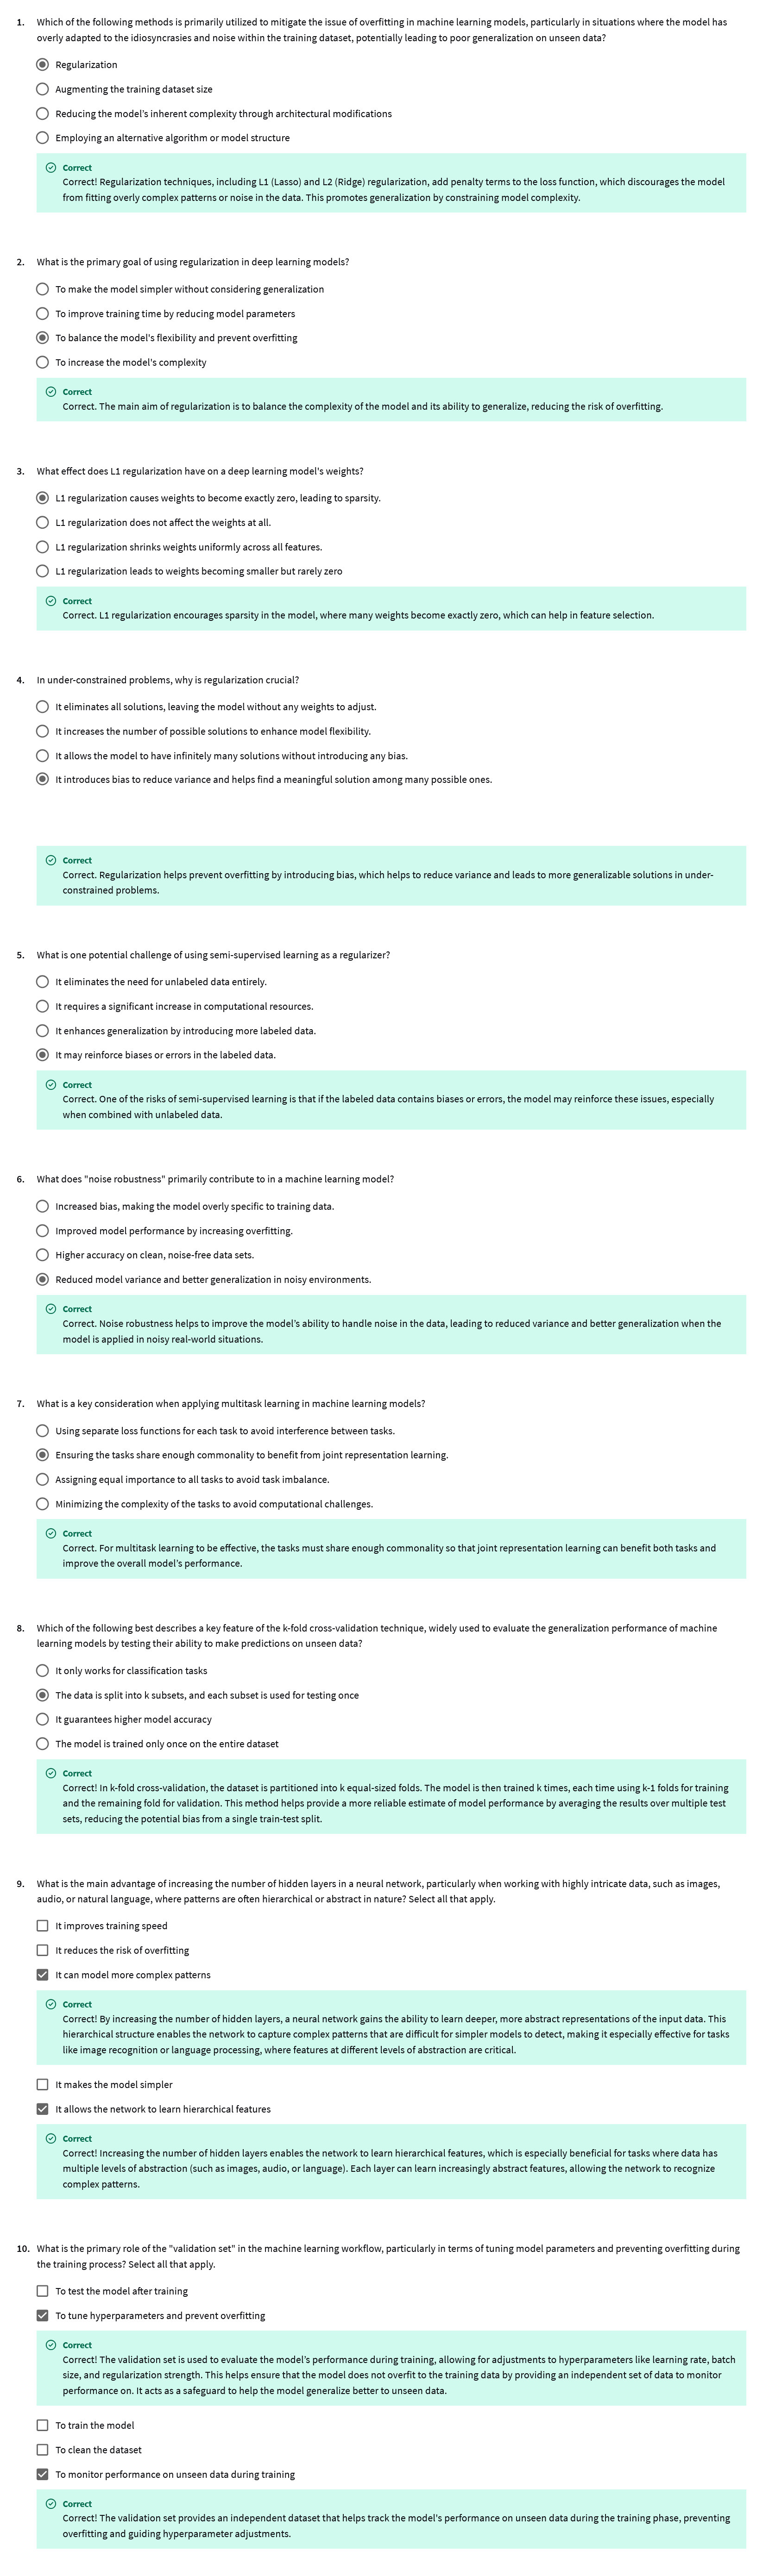 1. Which of the following methods is primarily utilized to mitigate the issue of overfitting in machine learning models, particularly in situations where the model has
overly adapted to the idiosyncrasies and noise within the training dataset, potentially leading to poor generalization on unseen data?
Regularization
Augmenting the training dataset size
Reducing the model's inherent complexity through architectural modifications
Employing an alternative algorithm or model structure
Correct
Correct! Regularization techniques, including L1 (Lasso) and L2 (Ridge) regularization, add penalty terms to the loss function, which discourages the model
from fitting overly complex patterns or noise in the data. This promotes generalization by constraining model complexity.
2. What is the primary goal of using regularization in deep learning models?
To make the model simpler without considering generalization
To improve training time by reducing model parameters
To balance the model's flexibility and prevent overfitting
To increase the model's complexity
Correct
Correct. The main aim of regularization is to balance the complexity of the model and its ability to generalize, reducing the risk of overfitting.
3. What effect does L1 regularization have on a deep learning model's weights?
L1 regularization causes weights to become exactly zero, leading to sparsity.
L1 regularization does not affect the weights at all.
L1 regularization shrinks weights uniformly across all features.
L1 regularization leads to weights becoming smaller but rarely zero
Correct
Correct. L1 regularization encourages sparsity in the model, where many weights become exactly zero, which can help in feature selection.
4. In under-constrained problems, why is regularization crucial?
It eliminates all solutions, leaving the model without any weights to adjust.
It increases the number of possible solutions to enhance model flexibility.
It allows the model to have infinitely many solutions without introducing any bias.
It introduces bias to reduce variance and helps find a meaningful solution among many possible ones.
Correct
Correct. Regularization helps prevent overfitting by introducing bias, which helps to reduce variance and leads to more generalizable solutions in under-
constrained problems.
5. What is one potential challenge of using semi-supervised learning as a regularizer?
It eliminates the need for unlabeled data entirely.
It requires a significant increase in computational resources.
It enhances generalization by introducing more labeled data.
It may reinforce biases or errors in the labeled data.
Correct
Correct. One of the risks of semi-supervised learning is that if the labeled data contains biases or errors, the model may reinforce these issues, especially
when combined with unlabeled data.
6. What does "noise robustness" primarily contribute to in a machine learning model?
Increased bias, making the model overly specific to training data.
Improved model performance by increasing overfitting.
Higher accuracy on clean, noise-free data sets.
Reduced model variance and better generalization in noisy environments.
Correct
Correct. Noise robustness helps to improve the model's ability to handle noise in the data, leading to reduced variance and better generalization when the
model is applied in noisy real-world situations.
7. What is a key consideration when applying multitask learning in machine learning models?
Using separate loss functions for each task to avoid interference between tasks.
Ensuring the tasks share enough commonality to benefit from joint representation learning.
Assigning equal importance to all tasks to avoid task imbalance.
Minimizing the complexity of the tasks to avoid computational challenges.
Correct
Correct. For multitask learning to be effective, the tasks must share enough commonality so that joint representation learning can benefit both tasks and
improve the overall model's performance.
8. Which of the following best describes a key feature of the k-fold cross-validation technique, widely used to evaluate the generalization performance of machine
learning models by testing their ability to make predictions on unseen data?
It only works for classification tasks
The data is split into k subsets, and each subset is used for testing once
It guarantees higher model accuracy
The model is trained only once on the entire dataset
Correct
Correct! In k-fold cross-validation, the dataset is partitioned into k equal-sized folds. The model is then trained k times, each time using k-1 folds for training
and the remaining fold for validation. This method helps provide a more reliable estimate of model performance by averaging the results over multiple test
sets, reducing the potential bias from a single train-test split.
9. What is the main advantage of increasing the number of hidden layers in a neural network, particularly when working with highly intricate data, such as images,
audio, or natural language, where patterns are often hierarchical or abstract in nature? Select all that apply.
It improves training speed
It reduces the risk of overfitting
It can model more complex patterns
Correct
Correct! By increasing the number of hidden layers, a neural network gains the ability to learn deeper, more abstract representations of the input data. This
hierarchical structure enables the network to capture complex patterns that are difficult for simpler models to detect, making it especially effective for tasks
like image recognition or language processing, where features at different levels of abstraction are critical.
It makes the model simpler
It allows the network to learn hierarchical features
Correct
Correct! Increasing the number of hidden layers enables the network to learn hierarchical features, which is especially beneficial for tasks where data has
multiple levels of abstraction (such as images, audio, or language). Each layer can learn increasingly abstract features, allowing the network to recognize
complex patterns.
10. What is the primary role of the "validation set" in the machine learning workflow, particularly in terms of tuning model parameters and preventing overfitting during
the training process? Select all that apply.
To test the model after training
To tune hyperparameters and prevent overfitting
Correct
Correct! The validation set is used to evaluate the model's performance during training, allowing for adjustments to hyperparameters like learning rate, batch
size, and regularization strength. This helps ensure that the model does not overfit to the training data by providing an independent set of data to monitor
performance on. It acts as a safeguard to help the model generalize better to unseen data.
To train the model
To clean the dataset
To monitor performance on unseen data during training
Correct
Correct! The validation set provides an independent dataset that helps track the model's performance on unseen data during the training phase, preventing
overfitting and guiding hyperparameter adjustments.